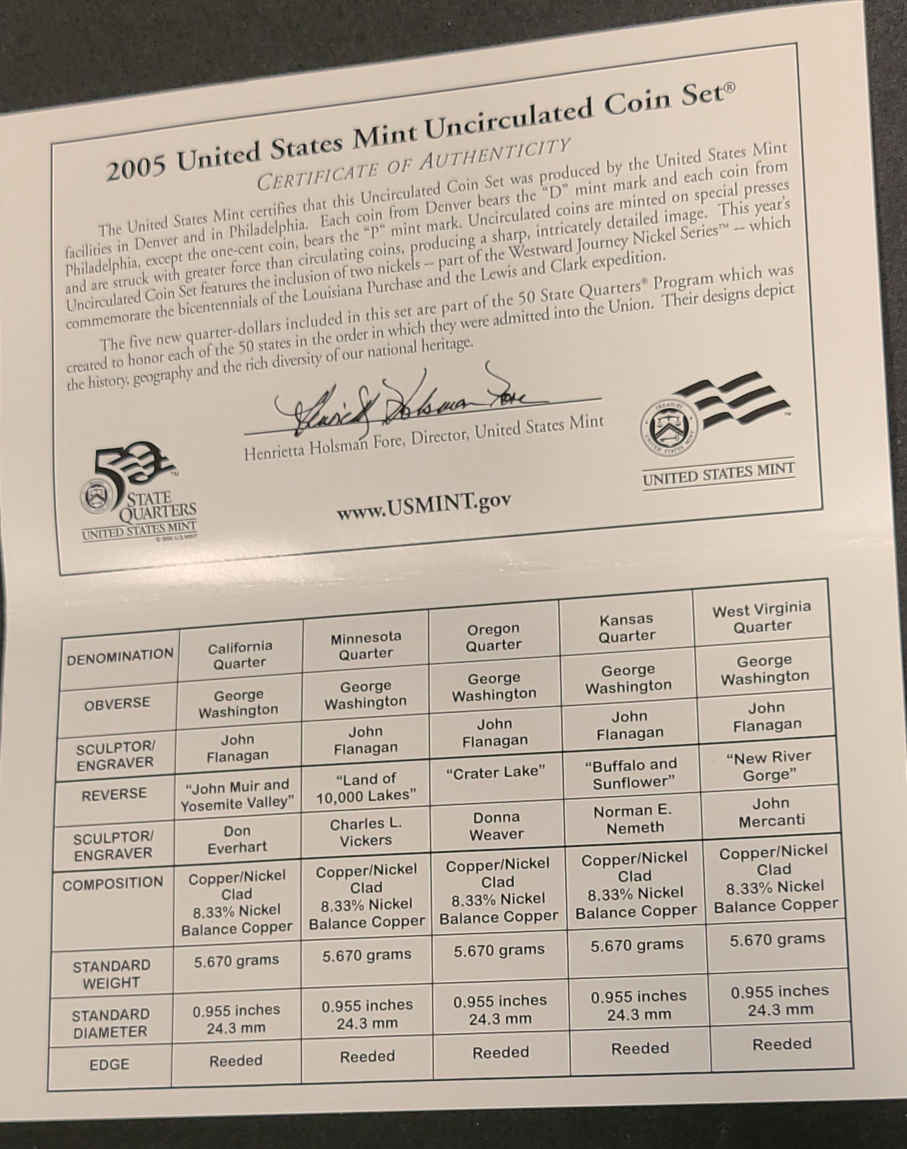 2005 United States Mint Uncirculated Coin Set®
CERTIFICATE OF AUTHENTICITY
The United States Mint certifies that this Uncirculated Coin Set was produced by the United States Mint
facilities in Denver and in Philadelphia. Each coin from Denver bears the "D" mint mark and each coin from
Philadelphia, except the one-cent coin, bears the "P" mint mark. Uncirculated coins are minted on special presses
and are struck with greater force than circulating coins, producing a sharp, intricately detailed image. This year's
Uncirculated Coin Set features the inclusion of two nickels -- part of the Westward Journey Nickel Series™ -- which
commemorate the bicentennials of the Louisiana Purchase and the Lewis and Clark expedition.
The five new quarter-dollars included in this set are part of the 50 State Quarters® Program which was
created to honor each of the 50 states in the order in which they were admitted into the Union. Their designs depict
the history, geography and the rich diversity of our national heritage.
Henrietta Holsman Fore
Henrietta Holsman Fore, Director, United States Mint
50™
STATE
QUARTERS
UNITED STATES MINT
www.USMINT.gov
UNITED STATES MINT
DENOMINATION California Quarter Minnesota Quarter Oregon Quarter Kansas Quarter West Virginia Quarter
OBVERSE George Washington George Washington George Washington George Washington George Washington
SCULPTOR/ENGRAVER John Flanagan John Flanagan John Flanagan John Flanagan John Flanagan
REVERSE "John Muir and Yosemite Valley" "Land of 10,000 Lakes" "Crater Lake" "Buffalo and Sunflower" "New River Gorge"
SCULPTOR/ENGRAVER Don Everhart Charles L. Vickers Donna Weaver Norman E. Nemeth John Mercanti
COMPOSITION Copper/Nickel Clad 8.33% Nickel Balance Copper Copper/Nickel Clad 8.33% Nickel Balance Copper Copper/Nickel Clad 8.33% Nickel Balance Copper Copper/Nickel Clad 8.33% Nickel Balance Copper Copper/Nickel Clad 8.33% Nickel Balance Copper
STANDARD WEIGHT 5.670 grams 5.670 grams 5.670 grams 5.670 grams 5.670 grams
STANDARD DIAMETER 0.955 inches 24.3 mm 0.955 inches 24.3 mm 0.955 inches 24.3 mm 0.955 inches 24.3 mm 0.955 inches 24.3 mm
EDGE Reeded Reeded Reeded Reeded Reeded